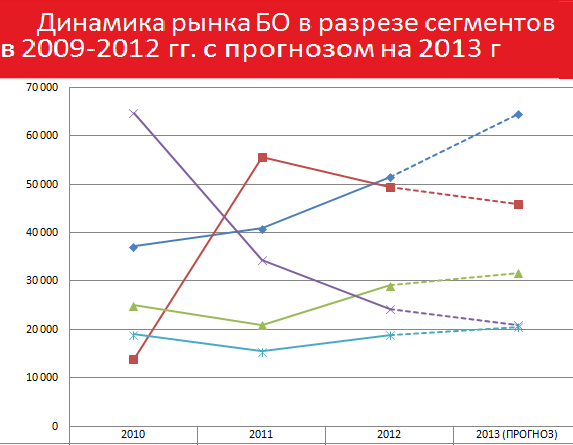 Динамика рынка БО в разрезе сегментов
в 2009-2012 гг. с прогнозом на 2013 г
70 000
60 000
50 000
40 000
30 000
20 000
10 000
0
2010 2011 2012 2013 (ПРОГНОЗ)